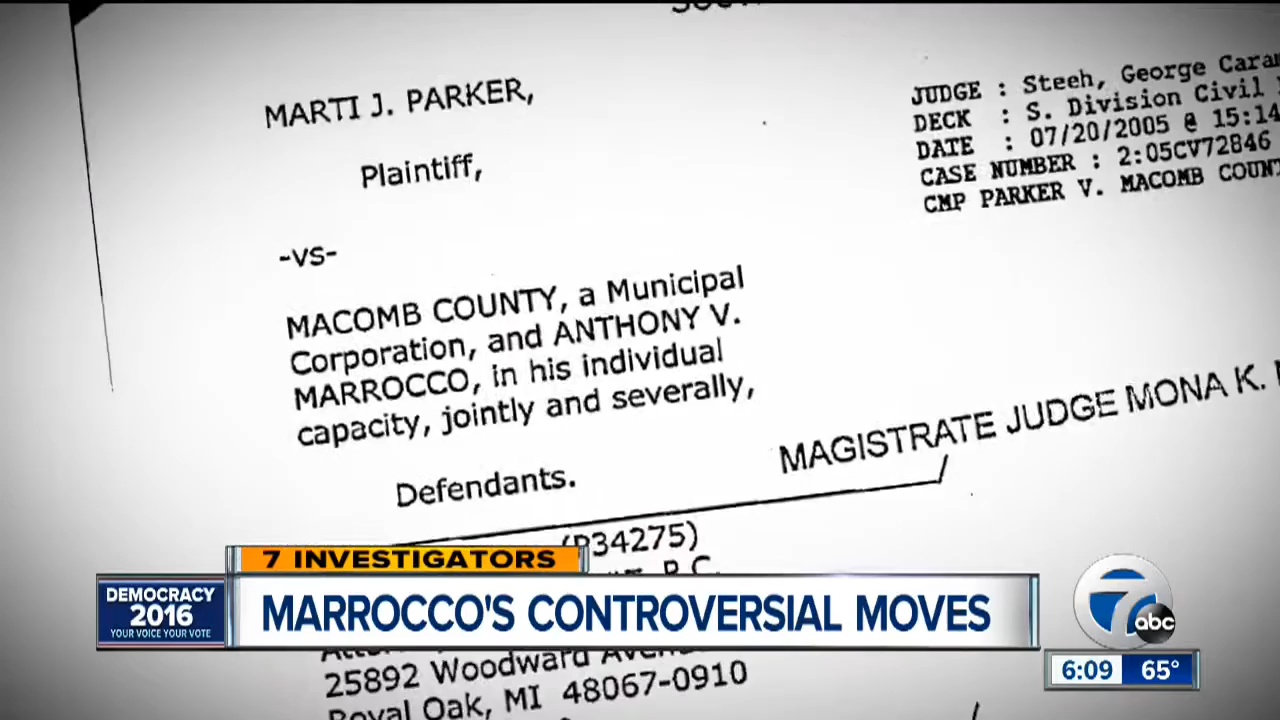 MARTI J. PARKER,
Plaintiff,
-vs-
MACOMB COUNTY, a Municipal
Corporation, and ANTHONY V.
MARROCCO, in his individual
capacity, jointly and severally,
Defendants.
JUDGE : Steeh, George
DECK : S. Division Civil
DATE : 07/20/2005 @ 15:14
CASE NUMBER : 2:05CV72846
CMP PARKER V. MACOMB
MAGISTRATE JUDGE MONA K.
(P34275)
P.C.
25892 Woodward
Royal Oak, MI 48067-0910
7 INVESTIGATORS
DEMOCRACY
2016
YOUR VOICE YOUR VOTE
MARROCCO'S CONTROVERSIAL MOVES
7
abc
6:09 65°